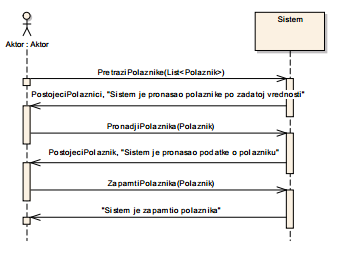 Aktor : Aktor
Sistem
PretraziPolaznike(List<Polaznik>)
PostojeciPolaznici, "Sistem je pronasao polaznike po zadatoj vrednosti"
PronadjiPolaznika(Polaznik)
PostojeciPolaznik, "Sistem je pronasao podatke o polazniku"
ZapamtiPolaznika(Polaznik)
"Sistem je zapamtio polaznika"